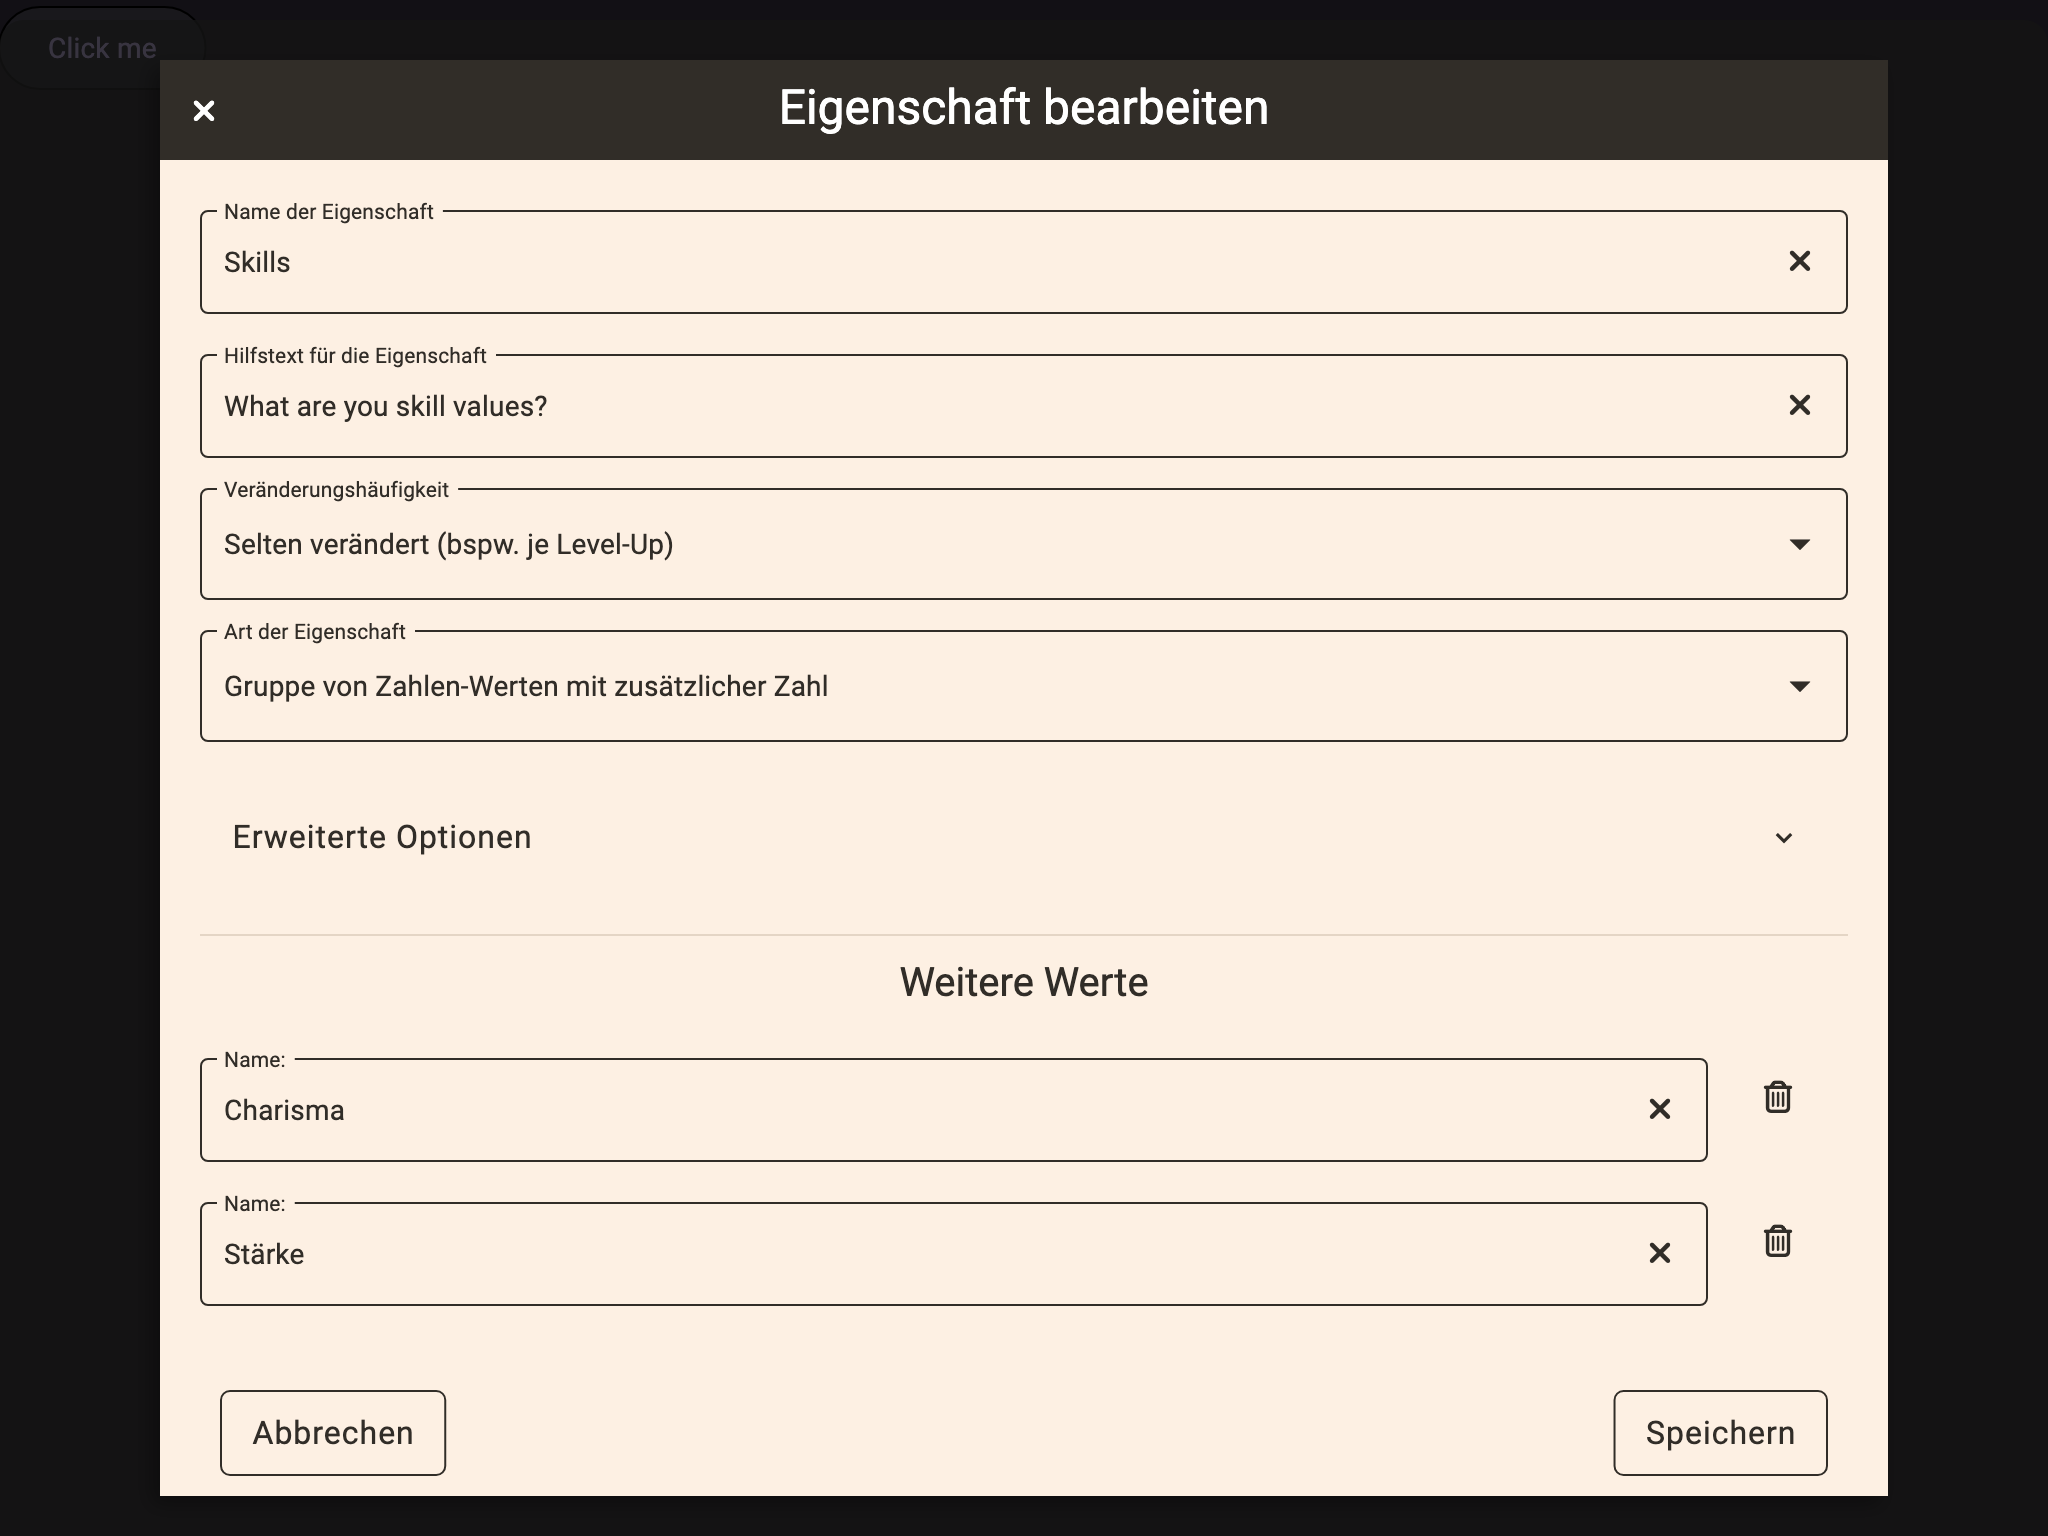 Click me
Eigenschaft bearbeiten
Name der Eigenschaft
Skills
Hilfstext für die Eigenschaft
What are you skill values?
Veränderungshäufigkeit
Selten verändert (bspw. je Level-Up)
Art der Eigenschaft
Gruppe von Zahlen-Werten mit zusätzlicher Zahl
Erweiterte Optionen
Weitere Werte
Name:
Charisma
Name:
Stärke
Abbrechen
Speichern